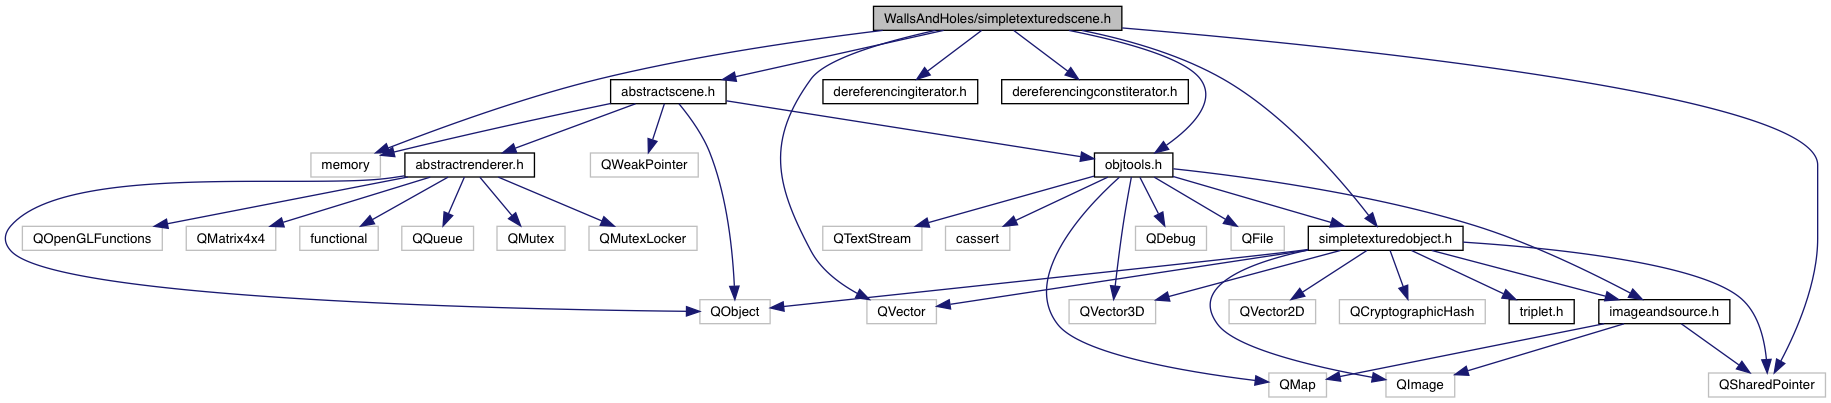 WallsAndHoles/simpletexturedscene.h
abstractscene.h
dereferencingiterator.h
dereferencingconstiterator.h
memory
abstractrenderer.h
QWeakPointer
objtools.h
QOpenGLFunctions
QMatrix4x4
functional
QQueue
QMutex
QMutexLocker
QTextStream
cassert
QDebug
QFile
simpletexturedobject.h
QObject
QVector
QVector3D
QVector2D
QCryptographicHash
triplet.h
imageandsource.h
QMap
QImage
QSharedPointer